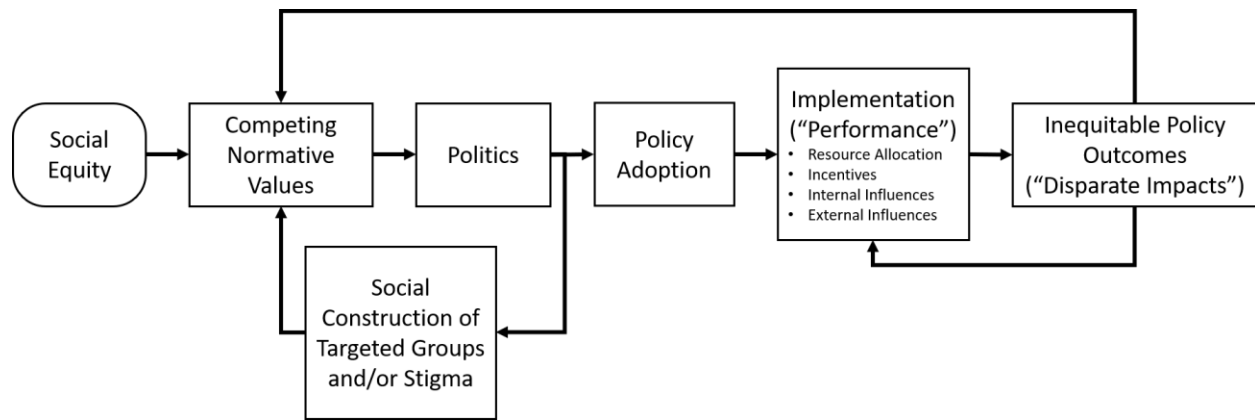 Social
Equity
Competing
Normative
Values
Politics
Policy
Adoption
Implementation
(“Performance”)
• Resource Allocation
• Incentives
• Internal Influences
• External Influences
Inequitable Policy
Outcomes
(“Disparate Impacts”)
Social
Construction of
Targeted Groups
and/or Stigma